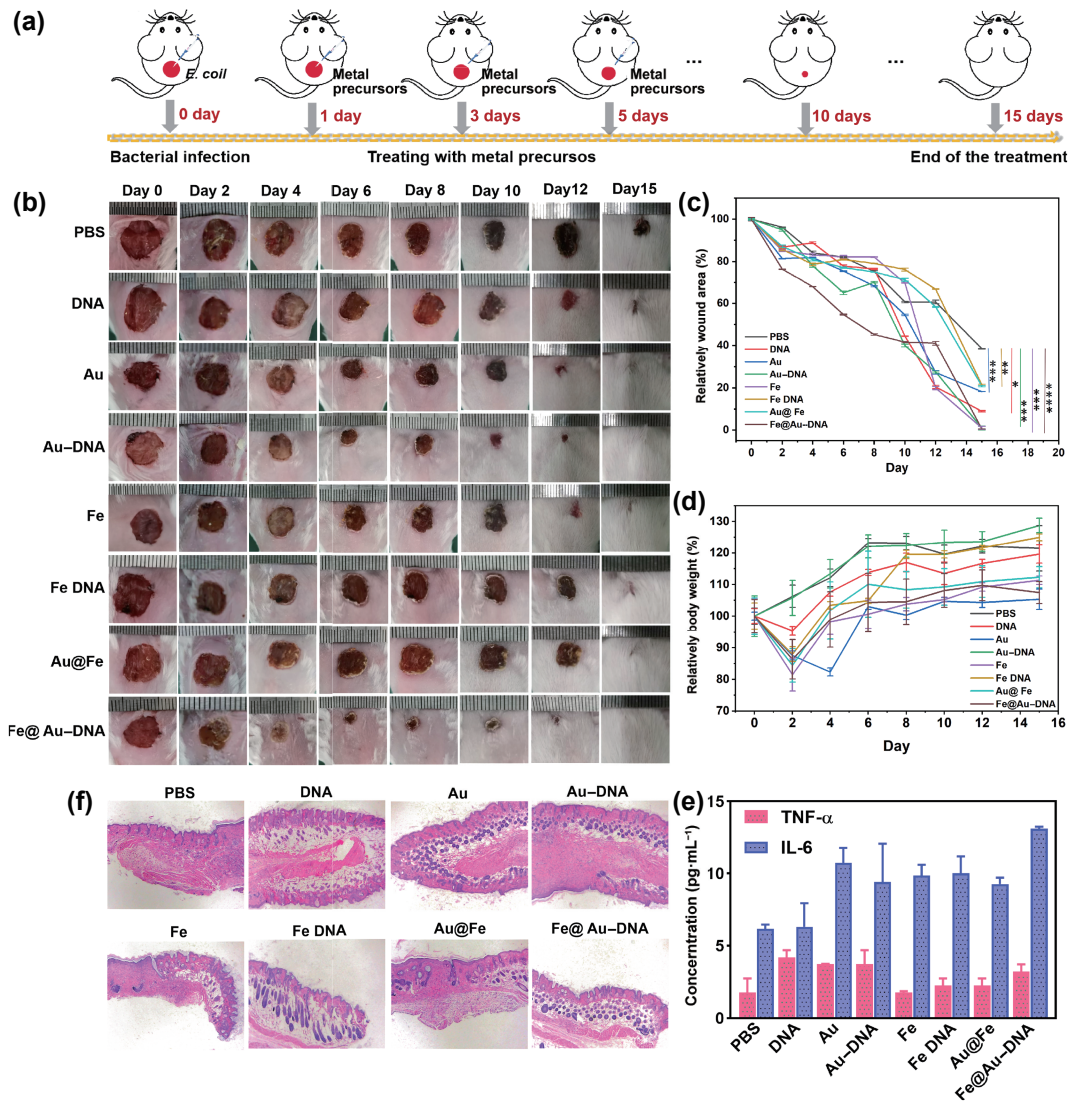 (a)
E. coil
Metal
precursors
Metal
precursors
Metal
precursors
...
...
0 day
1 day
3 days
5 days
10 days
15 days
Bacterial infection
Treating with metal precursos
End of the treatment
(b)
Day 0 Day 2 Day 4 Day 6 Day 8 Day 10 Day12 Day15
PBS
DNA
Au
Au–DNA
Fe
Fe DNA
Au@Fe
Fe@ Au–DNA
(c)
Relatively wound area (%)
100
80
60
40
20
0
PBS
DNA
Au
Au–DNA
Fe
Fe DNA
Au@ Fe
Fe@Au–DNA
***
**
*
***
***
****
0 2 4 6 8 10 12 14 16 18 20
Day
(d)
Relatively body weight (%)
130
120
110
100
90
80
70
PBS
DNA
Au
Au–DNA
Fe
Fe DNA
Au@ Fe
Fe@Au–DNA
0 2 4 6 8 10 12 14 16
Day
(f)
PBS DNA Au Au–DNA
Fe Fe DNA Au@Fe Fe@ Au–DNA
(e)
Concerntration (pg·mL⁻¹)
15
10
5
0
TNF-α
IL-6
PBS
DNA
Au
Au–DNA
Fe
Fe DNA
Au@Fe
Fe@Au–DNA